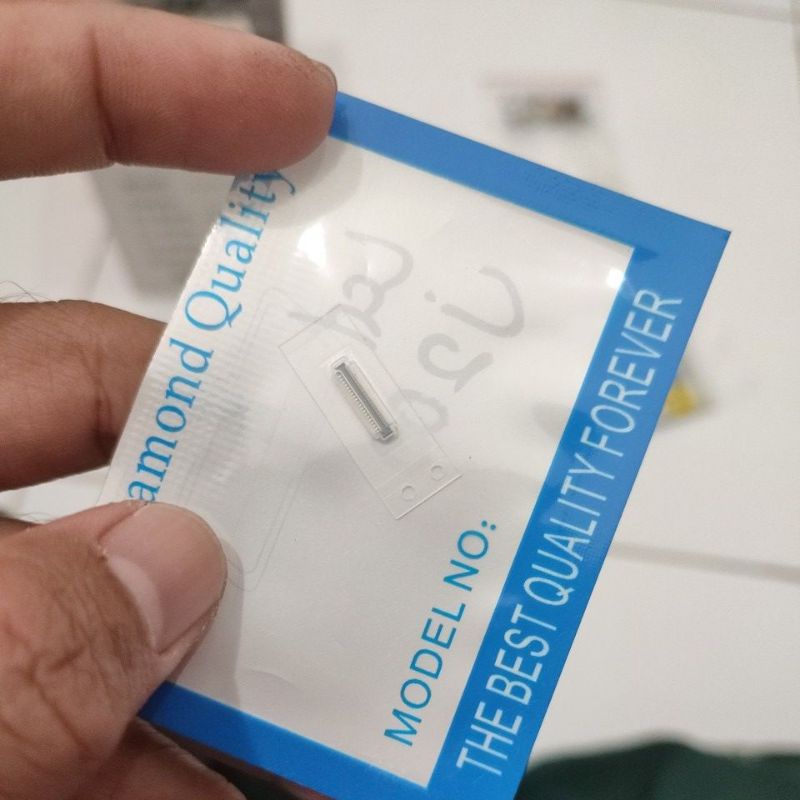 amond Quality
MODEL NO:
THE BEST QUALITY FOREVER